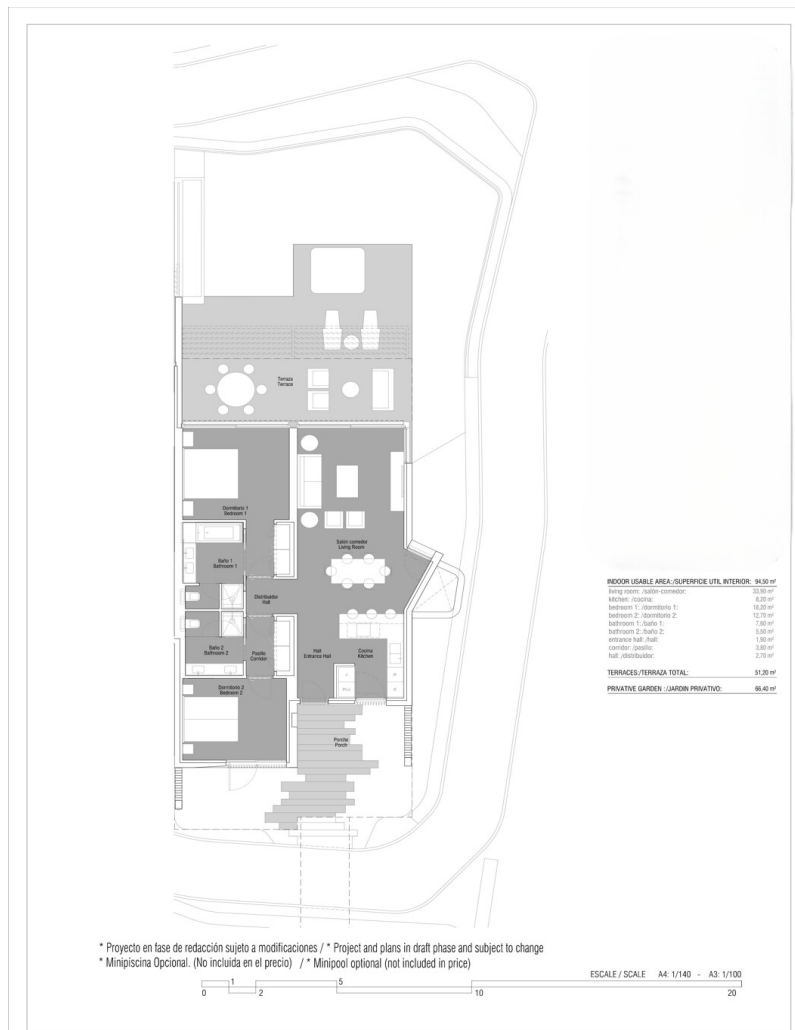 Terraza
Terrace
Dormitorio 1
Bedroom 1
Salon comedor
Living Room
Baño 1
Bathroom 1
Distribuidor
Hall
Baño 2
Bathroom 2
Pasillo
Corridor
Hall
Entrance Hall
Cocina
Kitchen
Dormitorio 2
Bedroom 2
Porche
Porch
INDOOR USABLE AREA:/SUPERFICIE UTIL INTERIOR: 94,50 m²
living room: /salón-comedor: 33,90 m²
kitchen: /cocina: 8,20 m²
bedroom 1: /dormitorio 1: 18,20 m²
bedroom 2: /dormitorio 2: 12,70 m²
bathroom 1:/baño 1: 7,60 m²
bathroom 2:/baño 2: 5,50 m²
entrance hall: /hall: 1,90 m²
corridor: /pasillo: 3,80 m²
hall: /distribuidor: 2,70 m²
TERRACES:/TERRAZA TOTAL: 51,20 m²
PRIVATIVE GARDEN :/JARDIN PRIVATIVO: 66,40 m²
* Proyecto en fase de redacción sujeto a modificaciones / * Project and plans in draft phase and subject to change
* Minipiscina Opcional. (No incluida en el precio) / * Minipool optional (not included in price)
ESCALE / SCALE A4: 1/140 - A3: 1/100
0 1 2 5 10 20